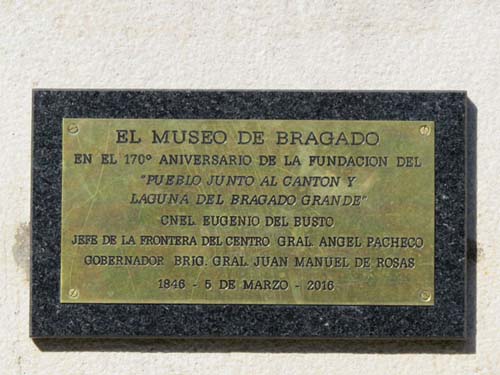 EL MUSEO DE BRAGADO
EN EL 170º ANIVERSARIO DE LA FUNDACION DEL
"PUEBLO JUNTO AL CANTON Y
LAGUNA DEL BRAGADO GRANDE"
CNEL. EUGENIO DEL BUSTO
JEFE DE LA FRONTERA DEL CENTRO GRAL. ANGEL PACHECO
GOBERNADOR BRIG. GRAL. JUAN MANUEL DE ROSAS
1846 - 5 DE MARZO - 2016